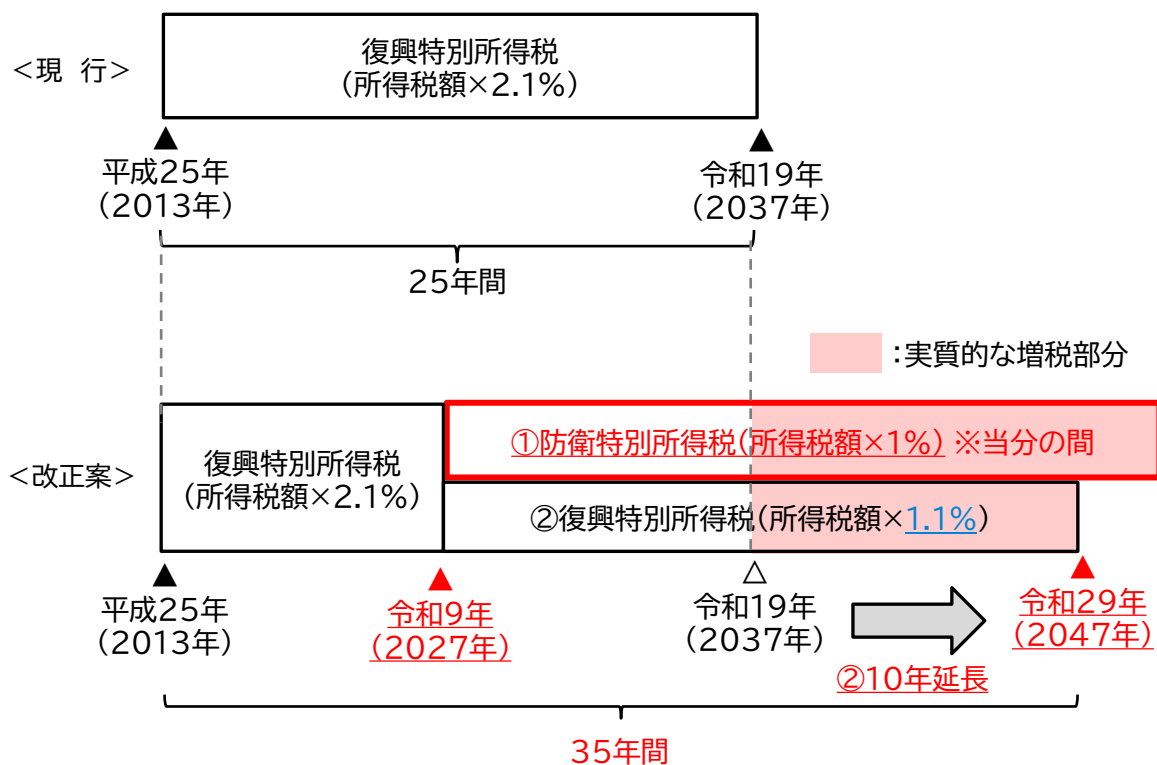 <現 行>
復興特別所得税
(所得税額×2.1%)
▲
▲
平成25年
(2013年)
令和19年
(2037年)
25年間
:実質的な増税部分
<改正案>
復興特別所得税
(所得税額×2.1%)
①防衛特別所得税(所得税額×1%) ※当分の間
②復興特別所得税(所得税額×1.1%)
▲
▲
△
▲
平成25年
(2013年)
令和9年
(2027年)
令和19年
(2037年)
令和29年
(2047年)
②10年延長
35年間